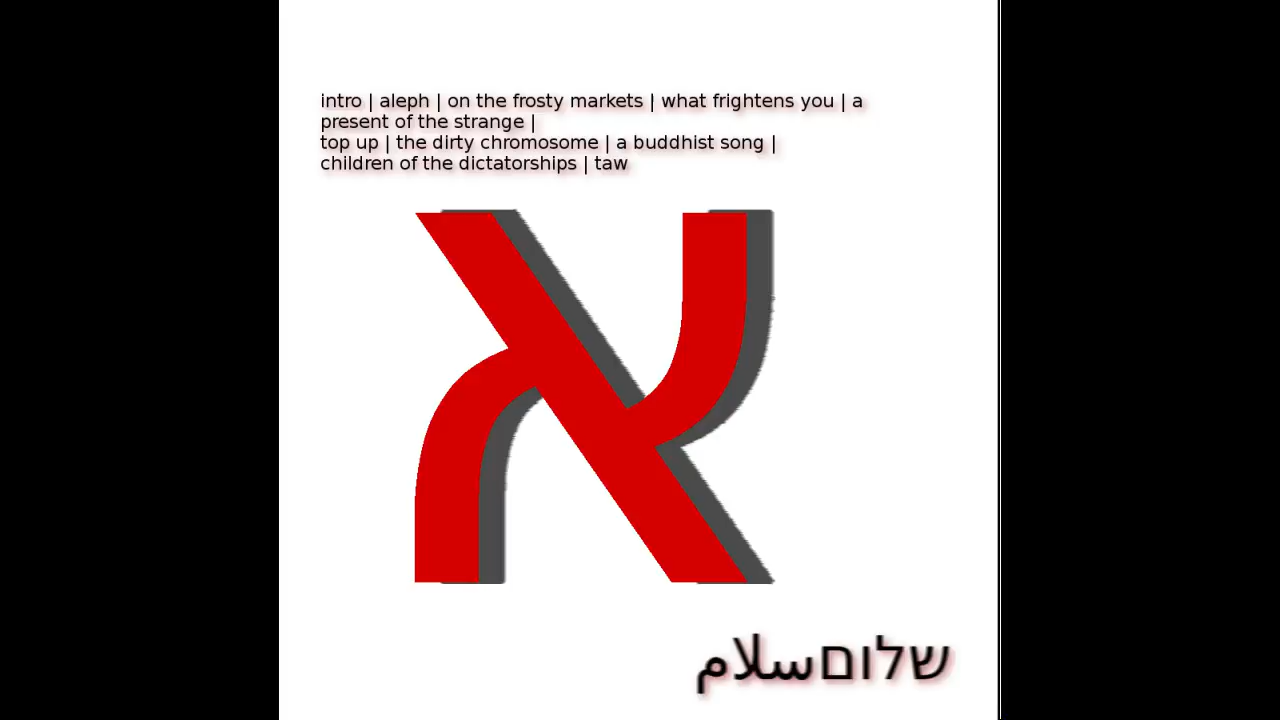 intro | aleph | on the frosty markets | what frightens you | a
present of the strange |
top up | the dirty chromosome | a buddhist song |
children of the dictatorships | taw
א
שלוםسلام